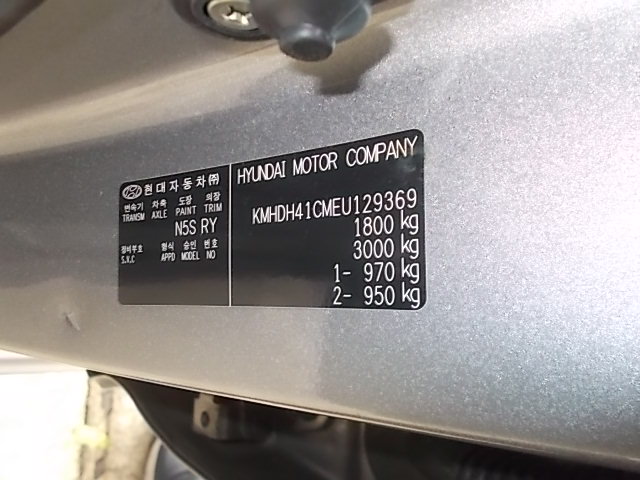 현대자동차㈜
변속기 차축 도장 의장
TRANSM AXLE PAINT TRIM
N5S RY
정비부호 형식 승인 번호
S.V.C APPD MODEL NO
HYUNDAI MOTOR COMPANY
KMHDH41CMEU129369
1800 kg
3000 kg
1- 970 kg
2- 950 kg